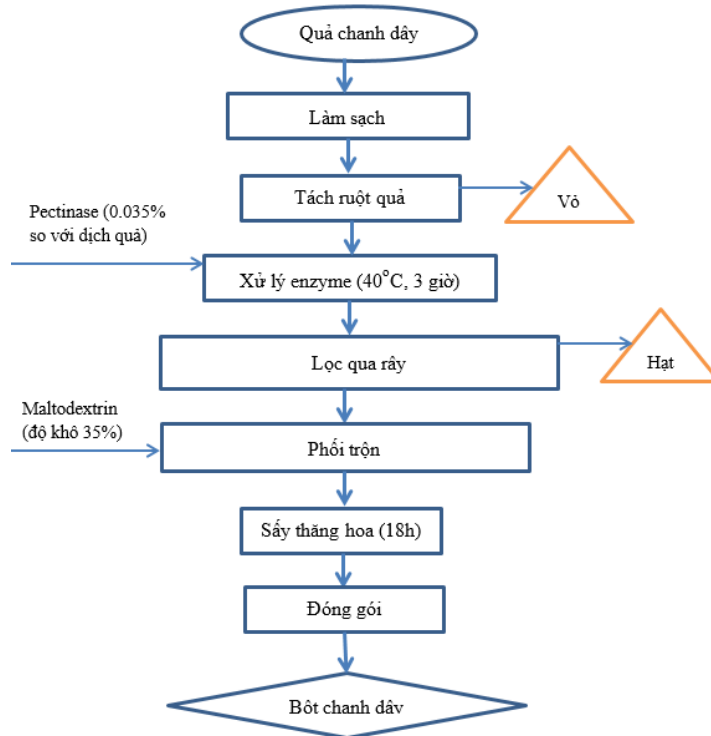 Quả chanh dây
Làm sạch
Tách ruột quả
Vỏ
Pectinase (0.035%
so với dịch quả)
Xử lý enzyme (40°C, 3 giờ)
Lọc qua rây
Hạt
Maltodextrin
(độ khô 35%)
Phối trộn
Sấy thăng hoa (18h)
Đóng gói
Bột chanh dây